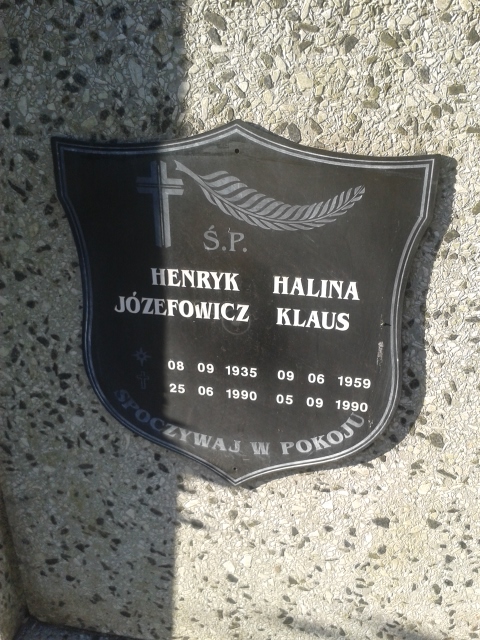 Ś.P.
HENRYK HALINA
JÓZEFOWICZ KLAUS
08 09 1935 09 06 1959
25 06 1990 05 09 1990
SPOCZYWAJ W POKOJU